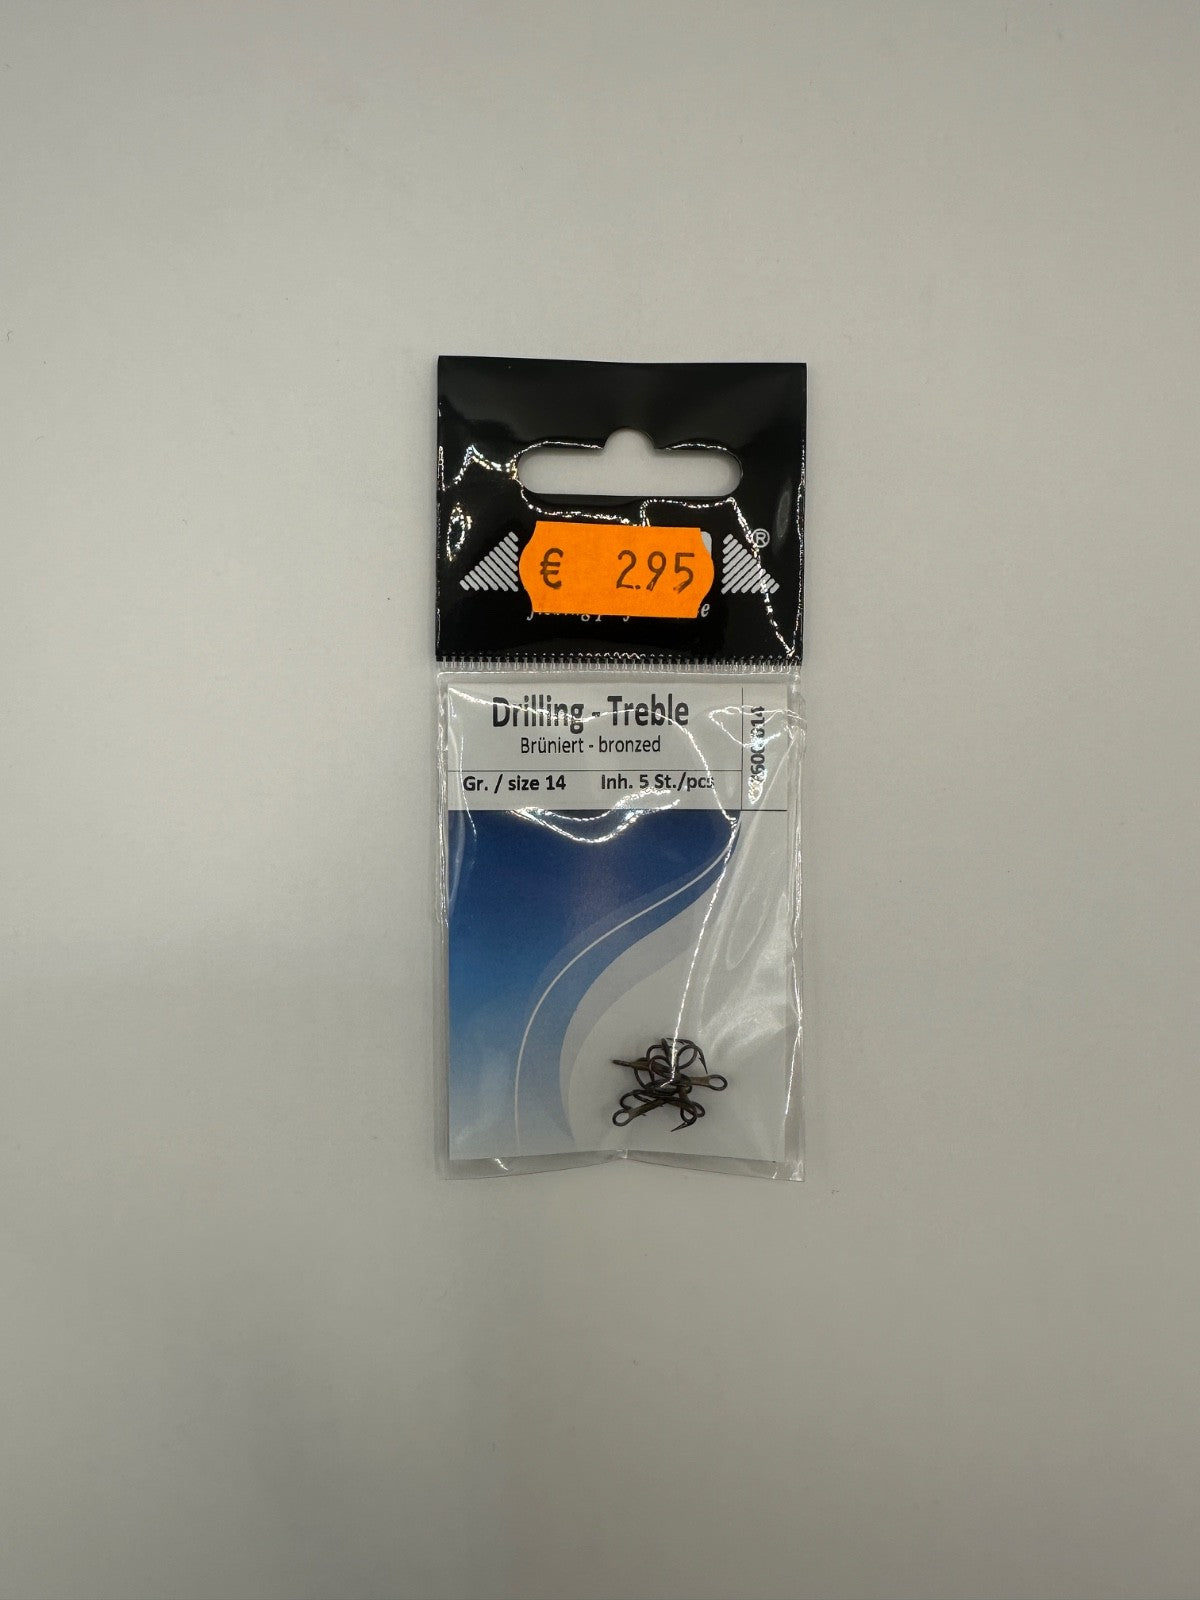 ®
€ 2.95
Drilling - Treble
Brüniert - bronzed
Gr. / size 14 Inh. 5 St./pcs